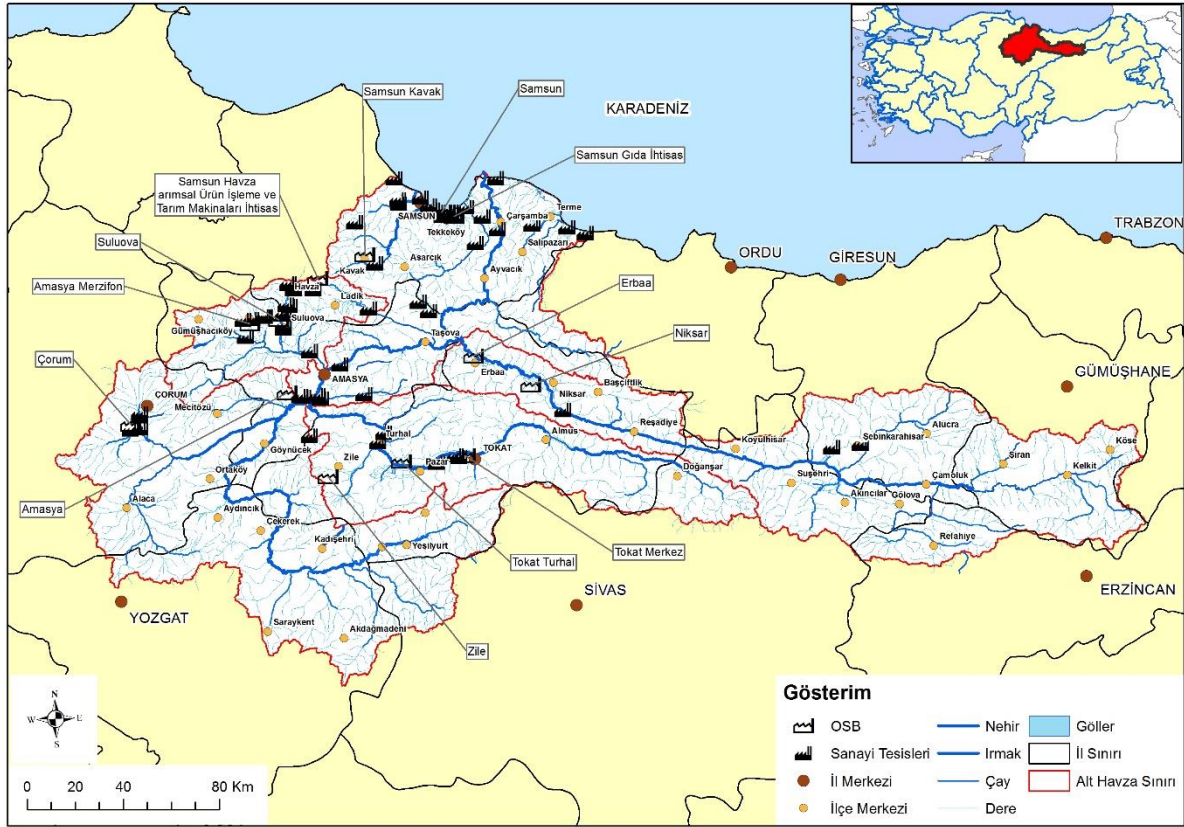 Samsun Kavak
Samsun
KARADENİZ
Samsun Gıda İhtisas
Samsun Havza
arımsal Ürün İşleme ve
Tarım Makinaları İhtisas
Suluova
Amasya Merzifon
Çorum
Amasya
Erbaa
Niksar
Tokat Merkez
Tokat Turhal
Zile
TRABZON
ORDU
GİRESUN
GÜMÜŞHANE
ERZİNCAN
SİVAS
YOZGAT
SAMSUN
Tekkeköy
Çarşamba
Terme
Salıpazarı
Kavak
Asarcık
Ayvacık
Havza
Ladik
Suluova
Gümüşhacıköy
Taşova
Erbaa
AMASYA
Niksar
Başçiftlik
ÇORUM
Mecitözü
Reşadiye
Koyulhisar
Şebinkarahisar
Alucra
Köse
Şiran
Kelkit
Göynücek
Turhal
Almus
Zile
Pazar
TOKAT
Ortaköy
Doğanşar
Suşehri
Çamoluk
Akıncılar
Gölova
Alaca
Aydıncık
Çekerek
Kadışehri
Yeşilyurt
Refahiye
Saraykent
Akdağmadeni
N
W
E
S
0
20
40
80 Km
Gösterim
OSB
Sanayi Tesisleri
İl Merkezi
İlçe Merkezi
Nehir
Irmak
Çay
Dere
Göller
İl Sınırı
Alt Havza Sınırı